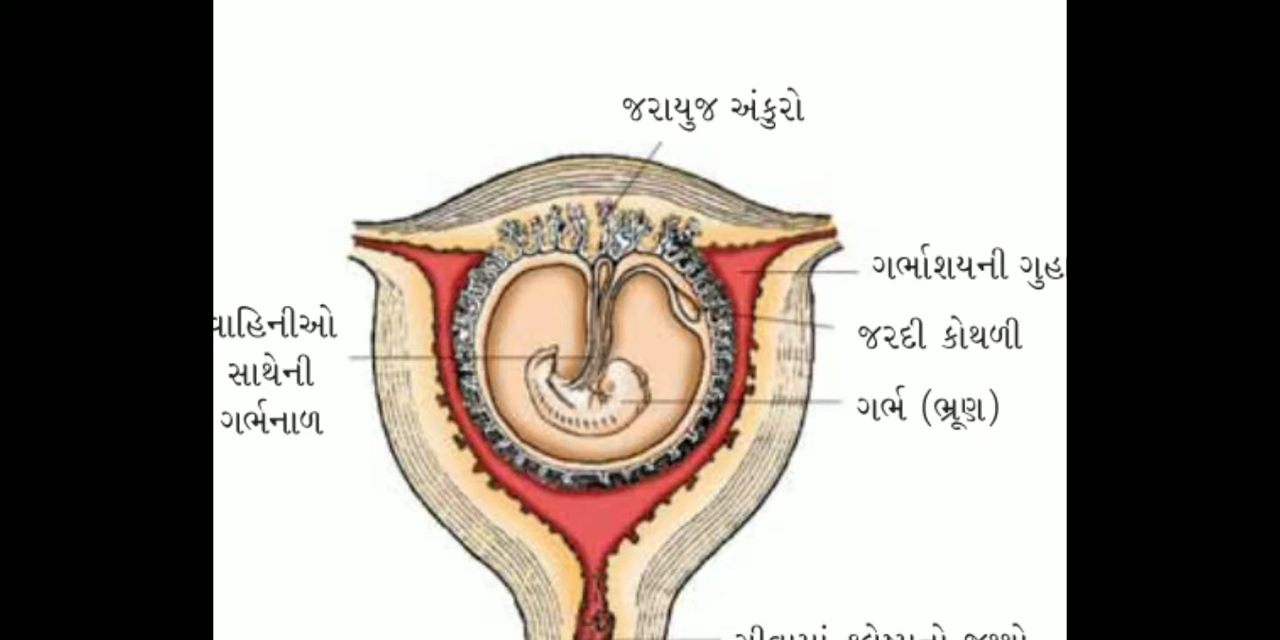 જરાયુજ અંકુરો
ગર્ભાશયની ગુહા
જરદી કોથળી
ગર્ભ (ભ્રૂણ)
વાહિનીઓ
સાથેની
ગર્ભનાળ